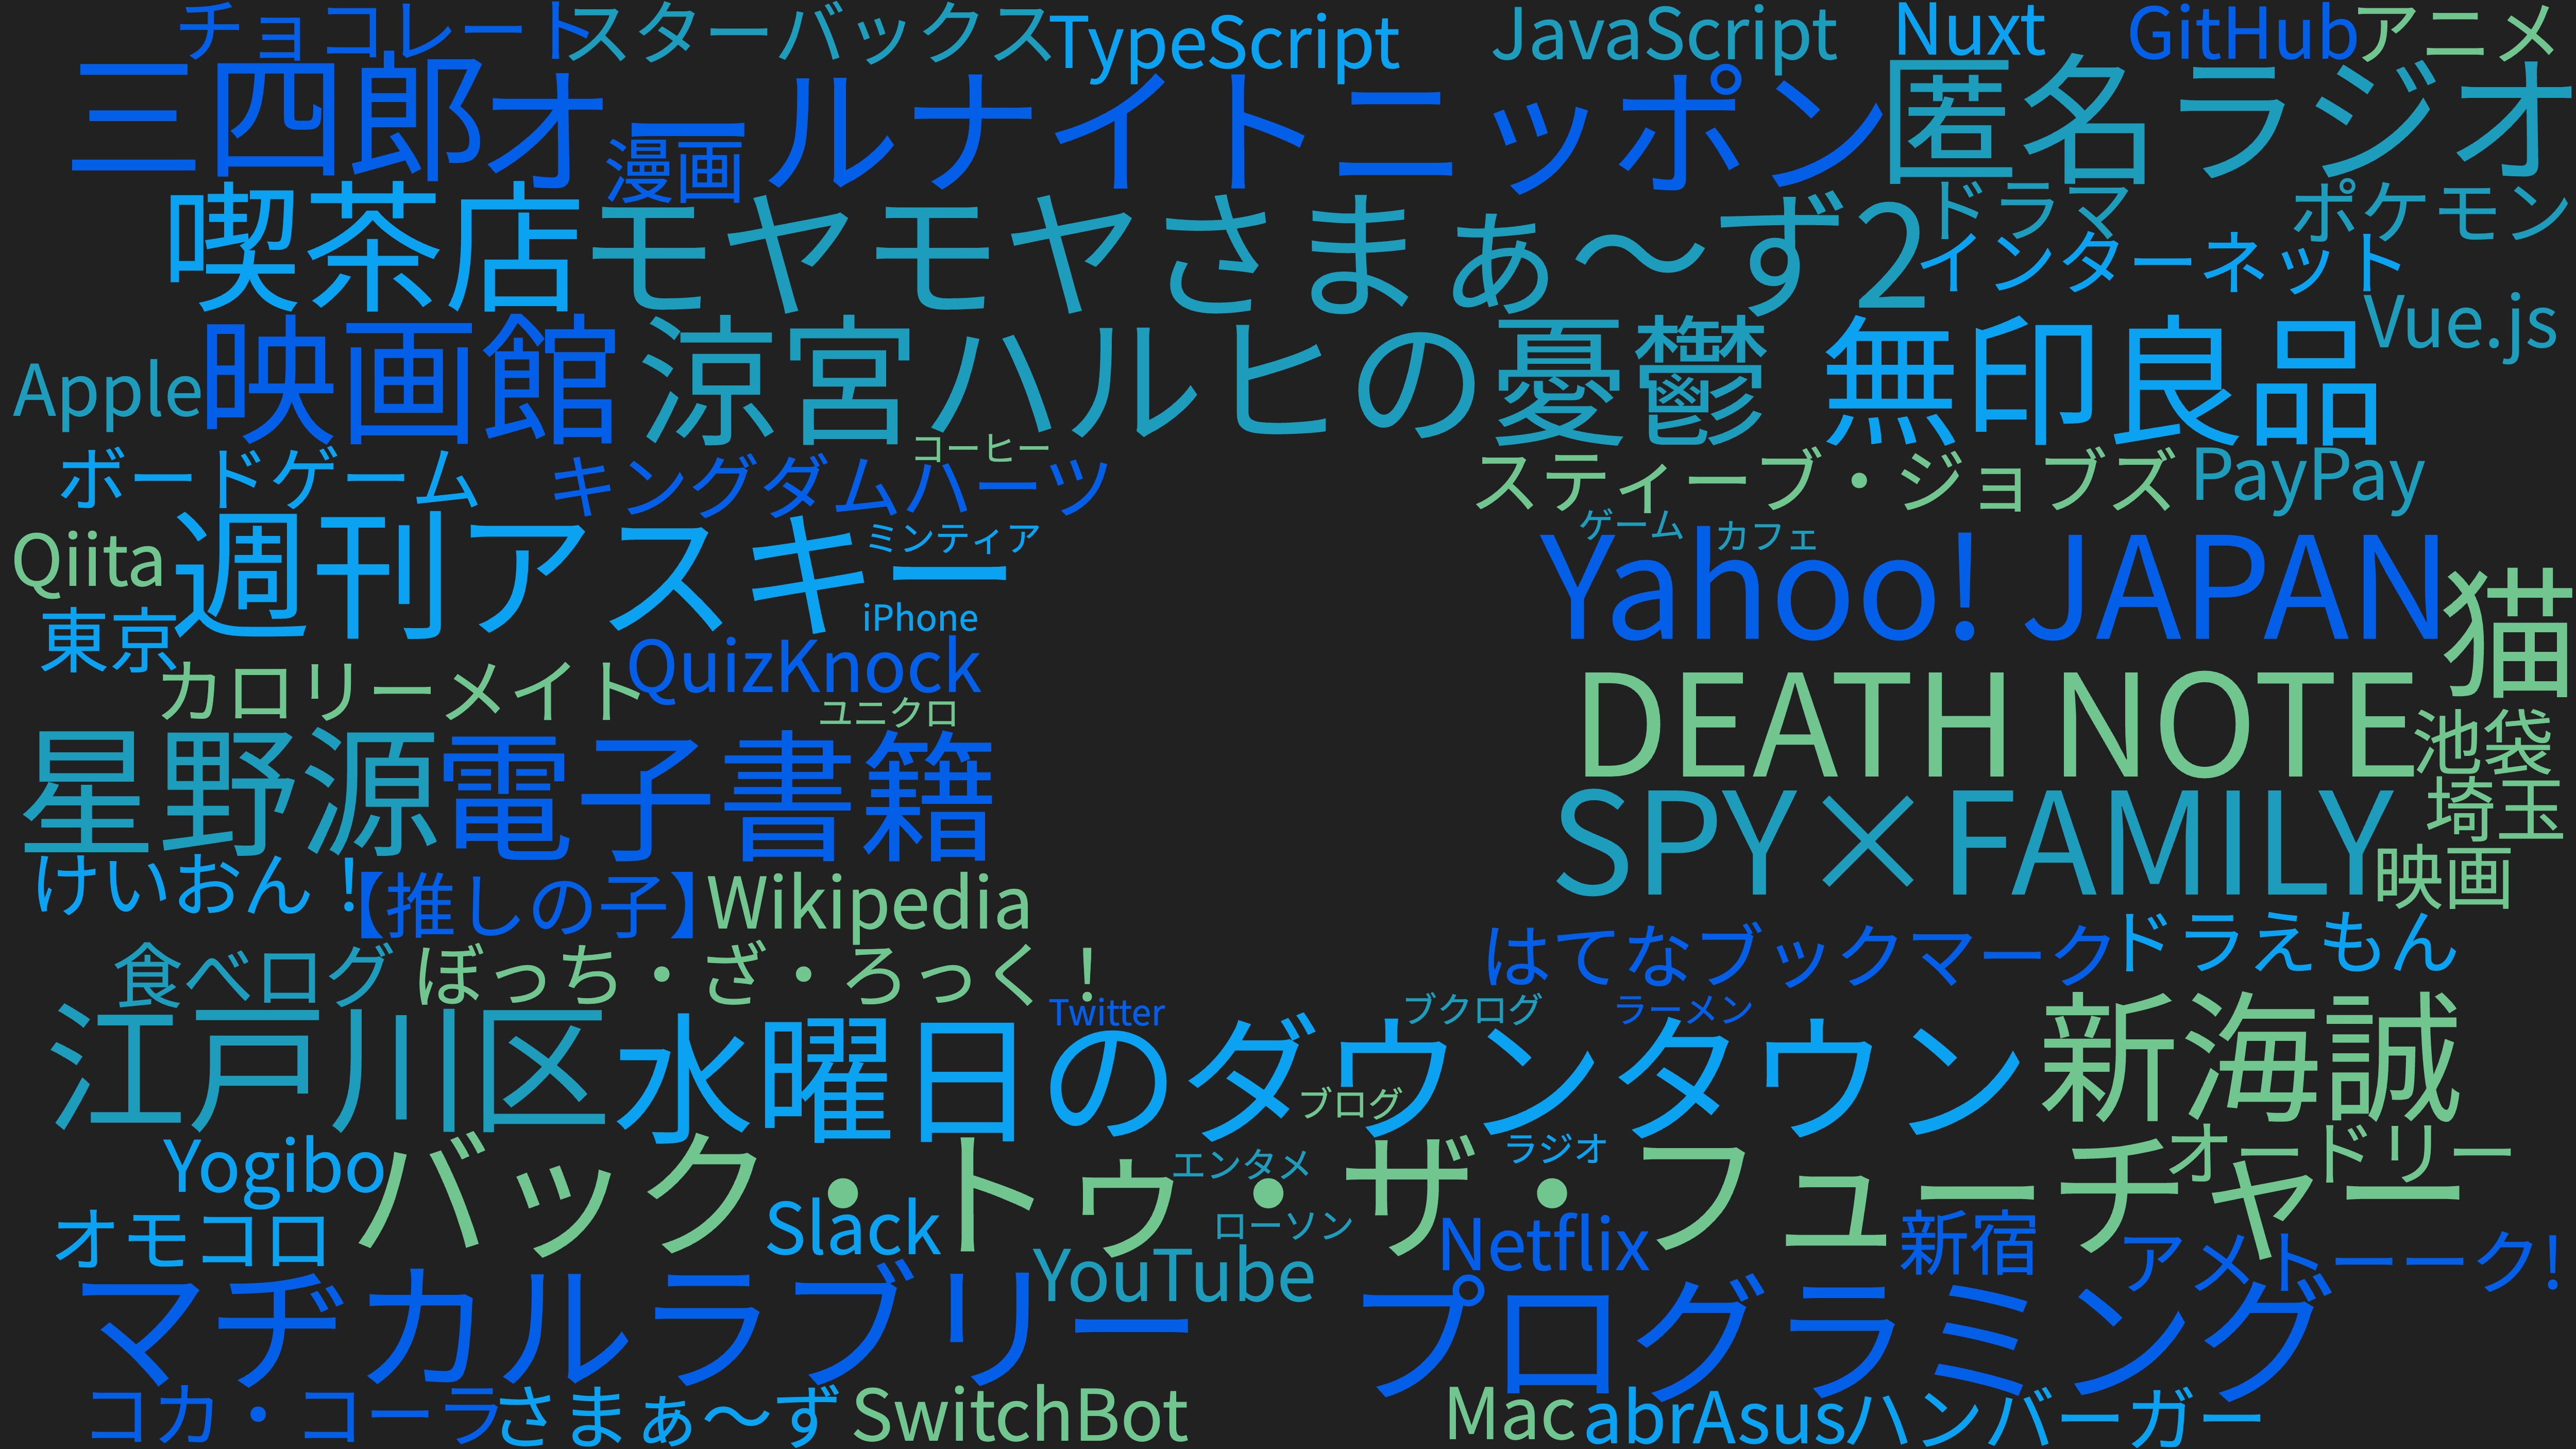 チョコレート
スターバックス
TypeScript
JavaScript
Nuxt
GitHub
アニメ
三四郎オールナイトニッポン
漫画
匿名ラジオ
喫茶店
モヤモヤさまぁ〜ず2
ドラマ
ポケモン
インターネット
Vue.js
Apple
映画館
涼宮ハルヒの憂鬱
無印良品
コーヒー
ボードゲーム
キングダムハーツ
スティーブ・ジョブズ
PayPay
Qiita
週刊アスキー
ミンティア
ゲーム
カフェ
Yahoo! JAPAN
猫
iPhone
東京
カロリーメイト
QuizKnock
ユニクロ
DEATH NOTE
池袋
星野源
電子書籍
SPY×FAMILY
埼玉
映画
けいおん！
【推しの子】
Wikipedia
はてなブックマーク
ドラえもん
食べログ
ぼっち・ざ・ろっく！
Twitter
ブクログ
ラーメン
江戸川区
水曜日のダウンタウン
新海誠
ブログ
Yogibo
バック・トゥ・ザ・フューチャー
エンタメ
ラジオ
オードリー
オモコロ
Slack
ローソン
YouTube
Netflix
新宿
アメトーーク!
マヂカルラブリー
プログラミング
コカ・コーラ
さまぁ〜ず
SwitchBot
Mac
abrAsus
ハンバーガー